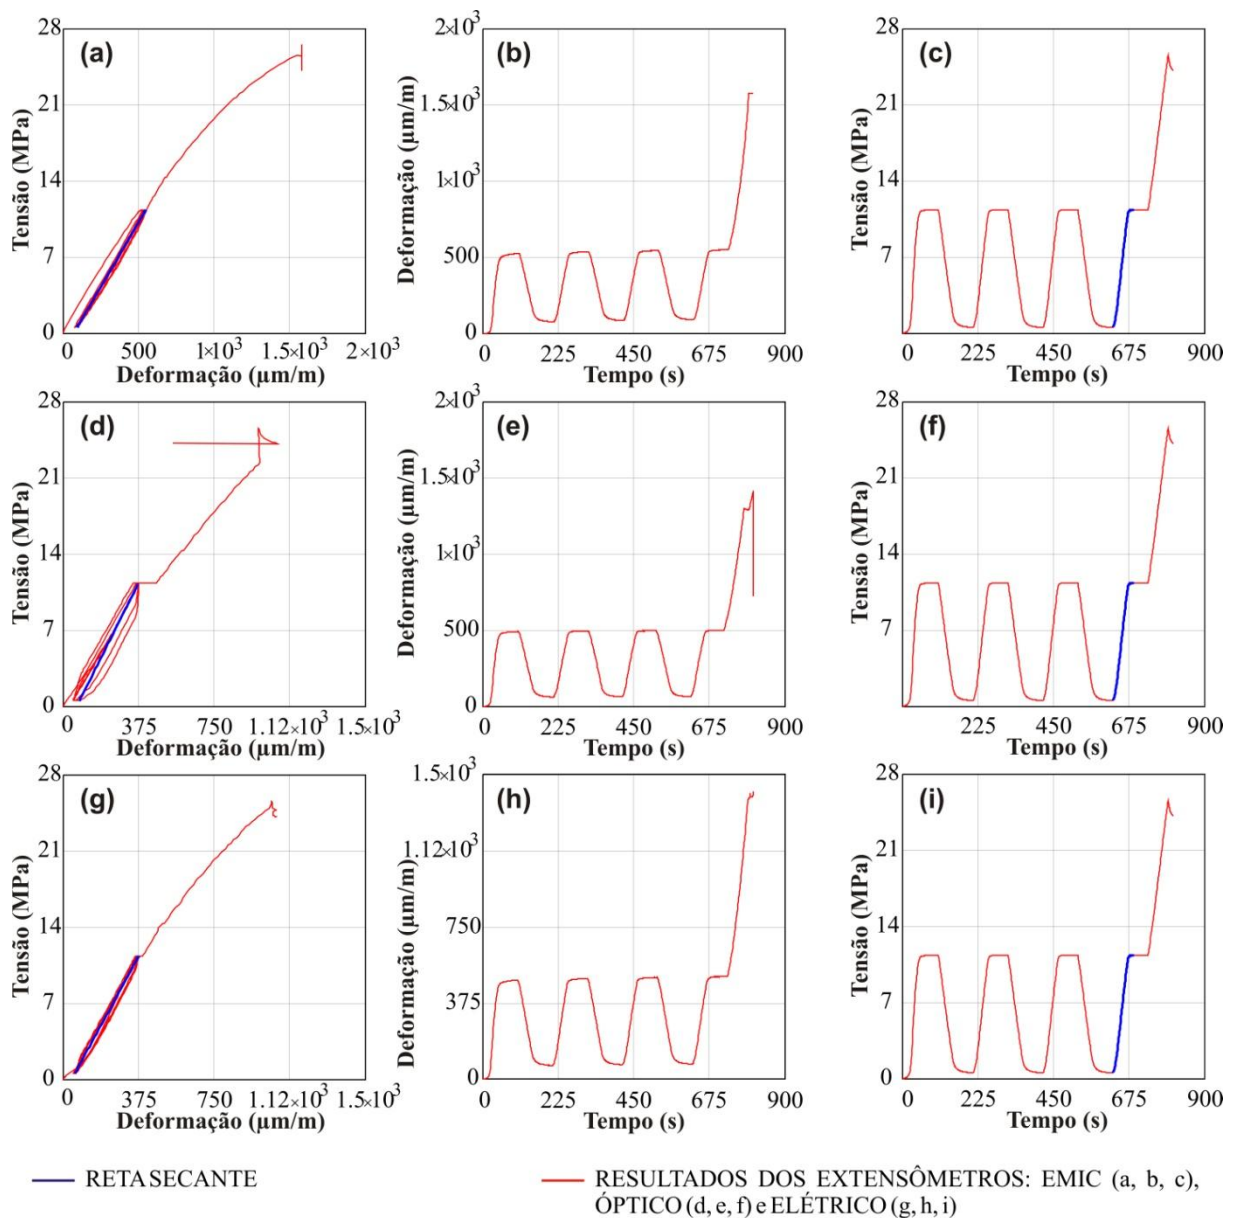 (a)
Tensão (MPa)
28
21
14
7
0
0 500 1×10³ 1.5×10³ 2×10³
Deformação (µm/m)
(b)
Deformação (µm/m)
2×10³
1.5×10³
1×10³
500
0
0 225 450 675 900
Tempo (s)
(c)
Tensão (MPa)
28
21
14
7
0
0 225 450 675 900
Tempo (s)
(d)
Tensão (MPa)
28
21
14
7
0
0 375 750 1.12×10³ 1.5×10³
Deformação (µm/m)
(e)
Deformação (µm/m)
2×10³
1.5×10³
1×10³
500
0
0 225 450 675 900
Tempo (s)
(f)
Tensão (MPa)
28
21
14
7
0
0 225 450 675 900
Tempo (s)
(g)
Tensão (MPa)
28
21
14
7
0
0 375 750 1.12×10³ 1.5×10³
Deformação (µm/m)
(h)
Deformação (µm/m)
1.5×10³
1.12×10³
750
375
0
0 225 450 675 900
Tempo (s)
(i)
Tensão (MPa)
28
21
14
7
0
0 225 450 675 900
Tempo (s)
RETA SECANTE
RESULTADOS DOS EXTENSÔMETROS: EMIC (a, b, c),
ÓPTICO (d, e, f) e ELÉTRICO (g, h, i)